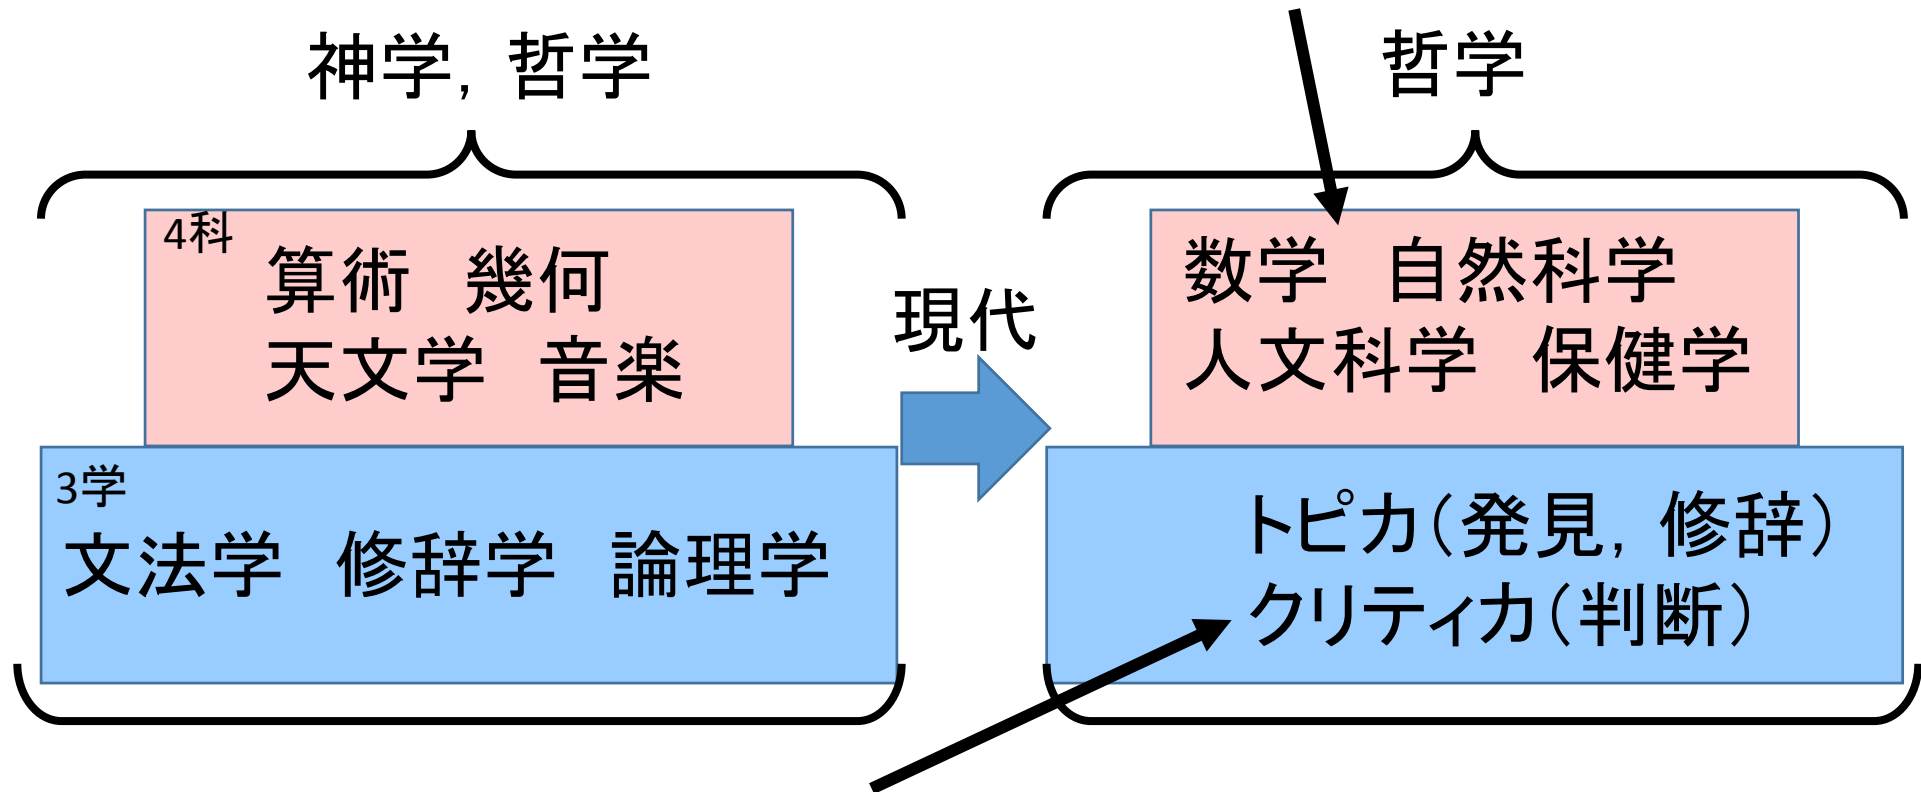 神学, 哲学
4科
算術　幾何
天文学　音楽
3学
文法学　修辞学　論理学
現代
哲学
数学　自然科学
人文科学　保健学
トピカ（発見, 修辞）
クリティカ（判断）